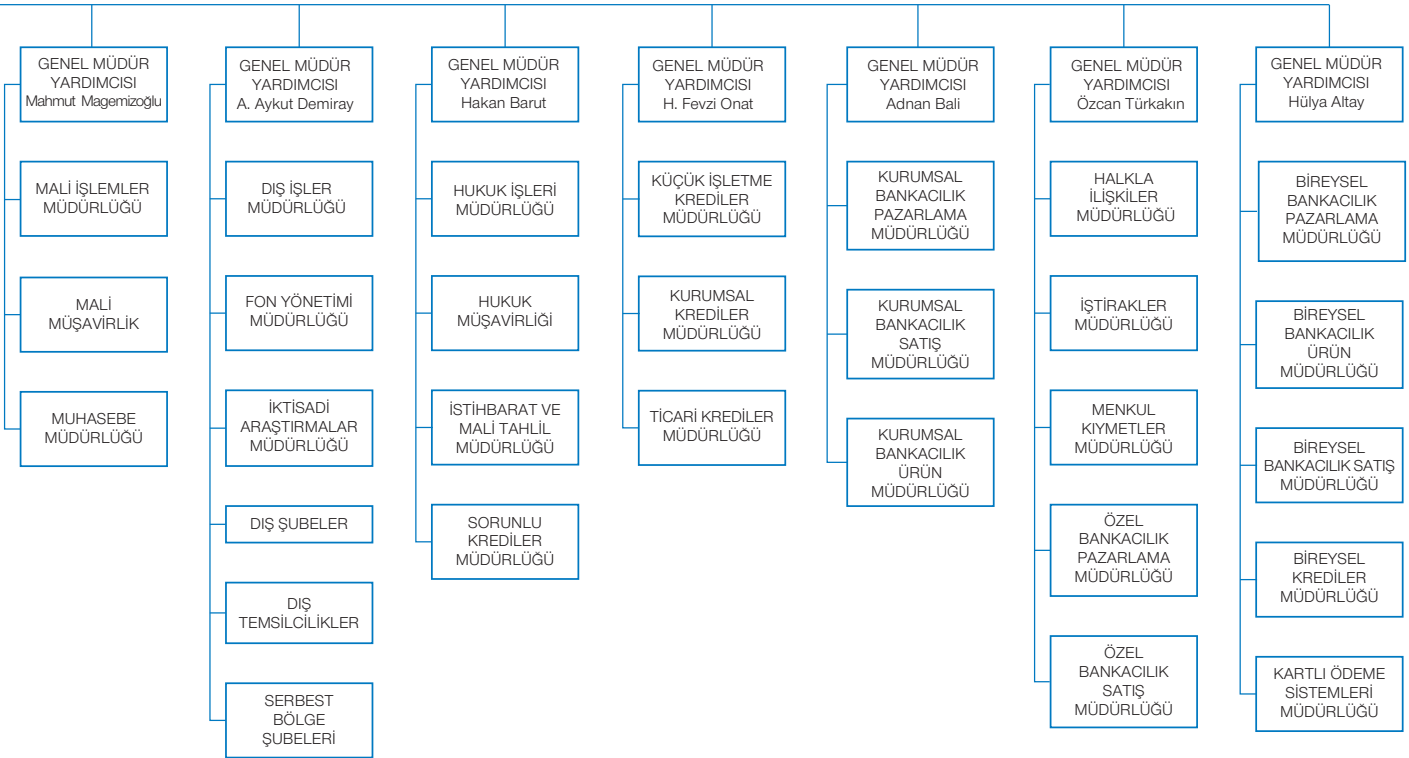 GENEL MÜDÜR
YARDIMCISI
Mahmut Magemizoğlu
MALİ İŞLEMLER
MÜDÜRLÜĞÜ
MALİ
MÜŞAVİRLİK
MUHASEBE
MÜDÜRLÜĞÜ
GENEL MÜDÜR
YARDIMCISI
A. Aykut Demiray
DIŞ İŞLER
MÜDÜRLÜĞÜ
FON YÖNETİMİ
MÜDÜRLÜĞÜ
İKTİSADİ
ARAŞTIRMALAR
MÜDÜRLÜĞÜ
DIŞ ŞUBELER
DIŞ
TEMSİLCİLİKLER
SERBEST
BÖLGE
ŞUBELERİ
GENEL MÜDÜR
YARDIMCISI
Hakan Barut
HUKUK İŞLERİ
MÜDÜRLÜĞÜ
HUKUK
MÜŞAVİRLİĞİ
İSTİHBARAT VE
MALİ TAHLİL
MÜDÜRLÜĞÜ
SORUNLU
KREDİLER
MÜDÜRLÜĞÜ
GENEL MÜDÜR
YARDIMCISI
H. Fevzi Onat
KÜÇÜK İŞLETME
KREDİLER
MÜDÜRLÜĞÜ
KURUMSAL
KREDİLER
MÜDÜRLÜĞÜ
TİCARİ KREDİLER
MÜDÜRLÜĞÜ
GENEL MÜDÜR
YARDIMCISI
Adnan Bali
KURUMSAL
BANKACILIK
PAZARLAMA
MÜDÜRLÜĞÜ
KURUMSAL
BANKACILIK
SATIŞ
MÜDÜRLÜĞÜ
KURUMSAL
BANKACILIK
ÜRÜN
MÜDÜRLÜĞÜ
GENEL MÜDÜR
YARDIMCISI
Özcan Türkakın
HALKLA
İLİŞKİLER
MÜDÜRLÜĞÜ
İŞTİRAKLER
MÜDÜRLÜĞÜ
MENKUL
KIYMETLER
MÜDÜRLÜĞÜ
ÖZEL
BANKACILIK
PAZARLAMA
MÜDÜRLÜĞÜ
ÖZEL
BANKACILIK
SATIŞ
MÜDÜRLÜĞÜ
GENEL MÜDÜR
YARDIMCISI
Hülya Altay
BİREYSEL
BANKACILIK
PAZARLAMA
MÜDÜRLÜĞÜ
BİREYSEL
BANKACILIK
ÜRÜN
MÜDÜRLÜĞÜ
BİREYSEL
BANKACILIK SATIŞ
MÜDÜRLÜĞÜ
BİREYSEL
KREDİLER
MÜDÜRLÜĞÜ
KARTLI ÖDEME
SİSTEMLERİ
MÜDÜRLÜĞÜ